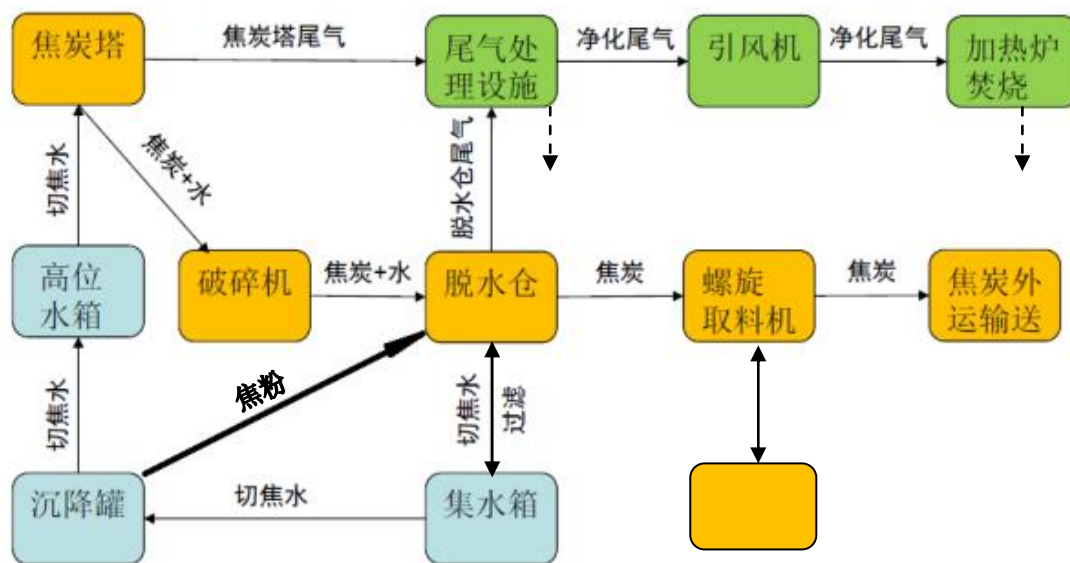 焦炭塔
焦炭塔尾气
尾气处
理设施
净化尾气
引风机
净化尾气
加热炉
焚烧
切焦水
焦炭+水
脱水仓尾气
高位
水箱
破碎机
焦炭+水
脱水仓
焦炭
螺旋
取料机
焦炭
焦炭外
运输送
切焦水
焦粉
切焦水
过滤
沉降罐
切焦水
集水箱